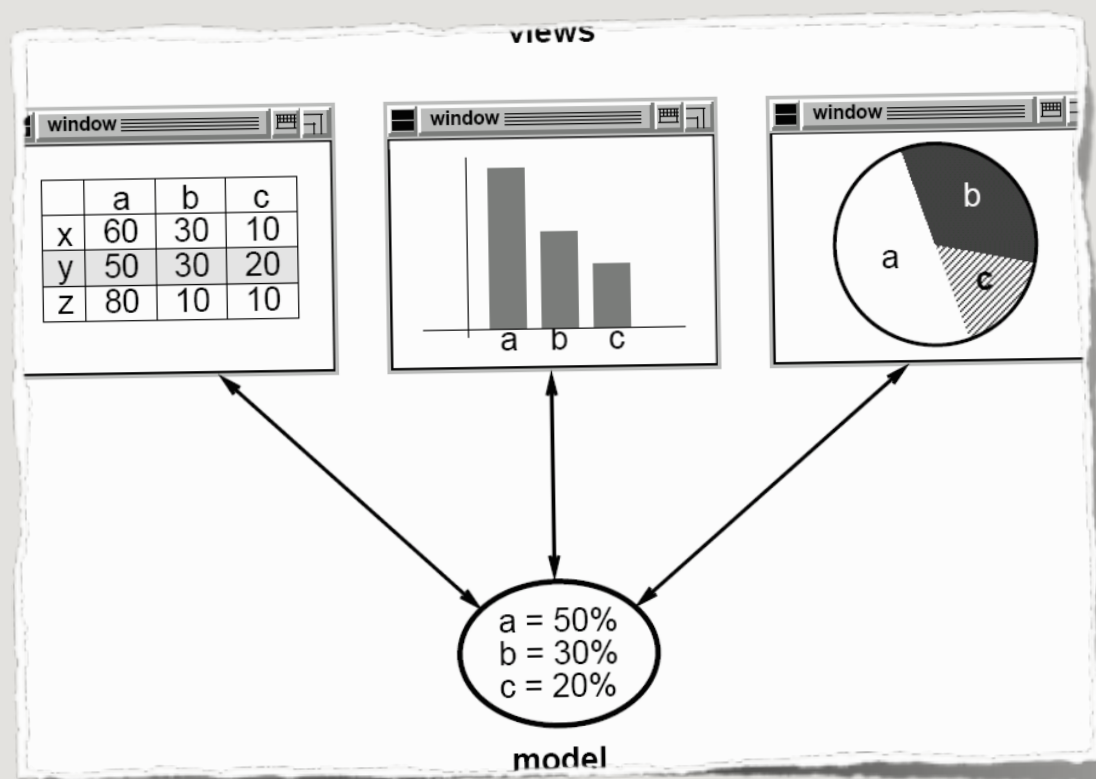 views
window
a b c
x 60 30 10
y 50 30 20
z 80 10 10
window
a b c
window
b
a
c
a = 50%
b = 30%
c = 20%
model